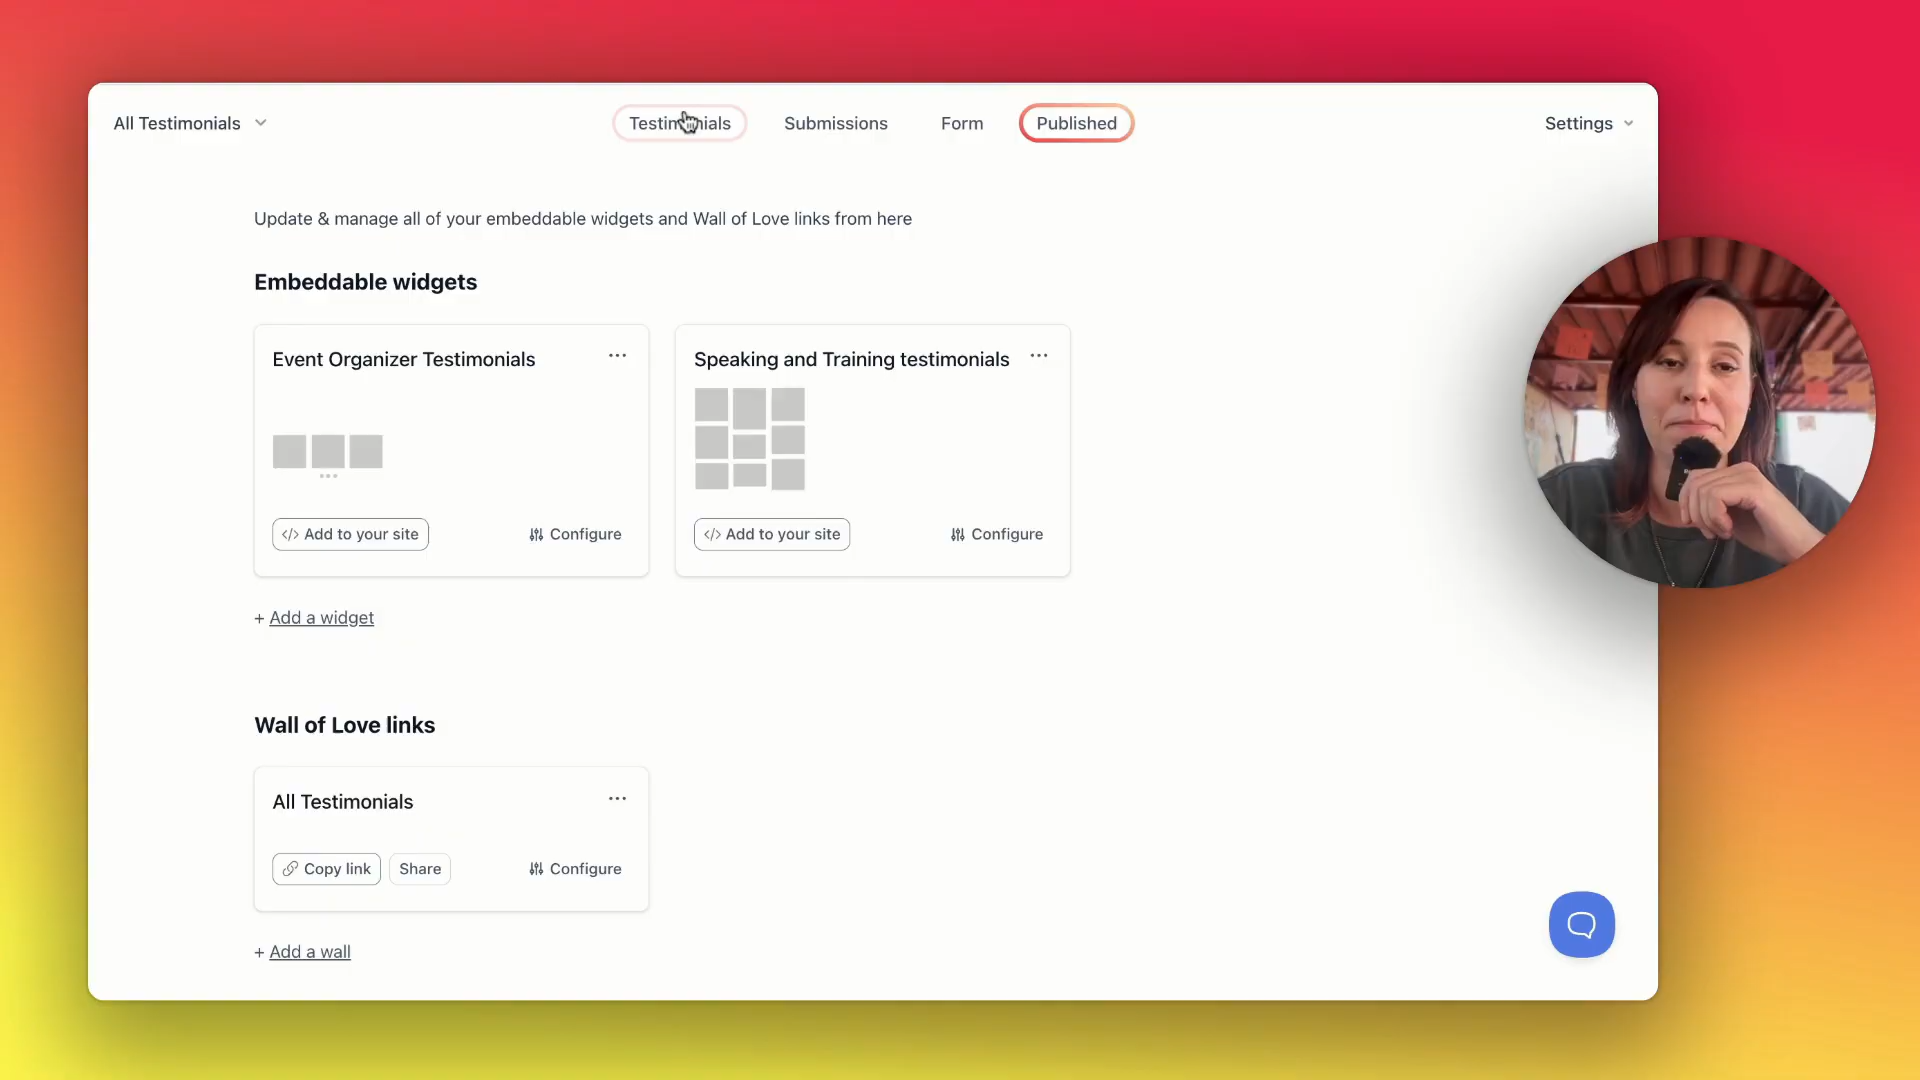 All Testimonials
Testimonials
Submissions
Form
Published
Settings
Update & manage all of your embeddable widgets and Wall of Love links from here
Embeddable widgets
Event Organizer Testimonials
Speaking and Training testimonials
</> Add to your site
Configure
</> Add to your site
Configure
+ Add a widget
Wall of Love links
All Testimonials
Copy link
Share
Configure
+ Add a wall